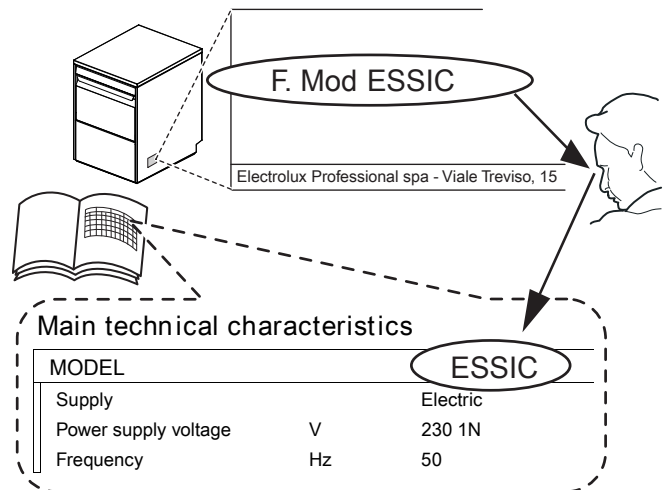 F. Mod ESSIC
Electrolux Professional spa - Viale Treviso, 15
Main technical characteristics
MODEL ESSIC
Supply Electric
Power supply voltage V 230 1N
Frequency Hz 50